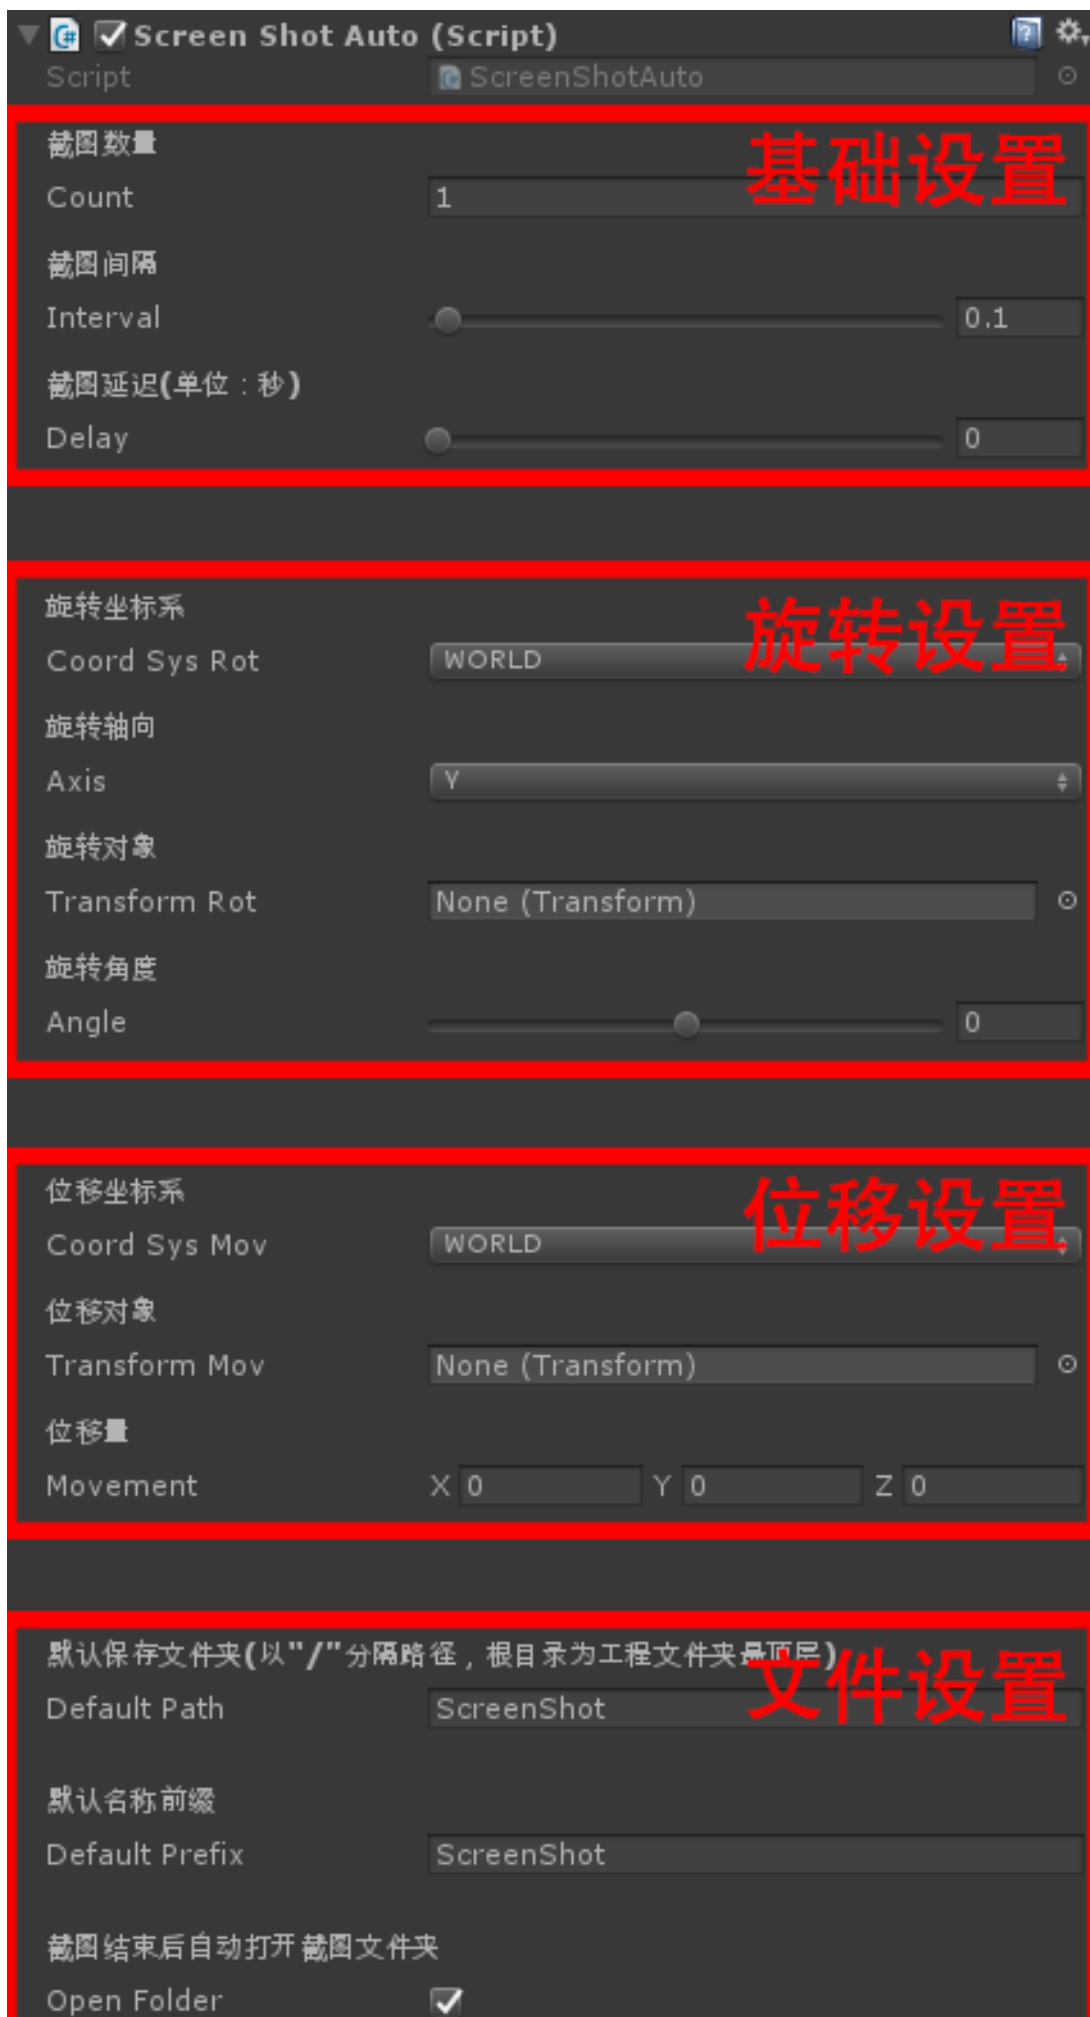 Screen Shot Auto (Script)
Script ScreenShotAuto
截图数量
基础设置
Count 1
截图间隔
Interval 0.1
截图延迟(单位：秒)
Delay 0
旋转坐标系
旋转设置
Coord Sys Rot WORLD
旋转轴向
Axis Y
旋转对象
Transform Rot None (Transform)
旋转角度
Angle 0
位移坐标系
位移设置
Coord Sys Mov WORLD
位移对象
Transform Mov None (Transform)
位移量
Movement X 0 Y 0 Z 0
默认保存文件夹(以"/"分隔路径，根目录为工程文件夹最顶层)
文件设置
Default Path ScreenShot
默认名称前缀
Default Prefix ScreenShot
截图结束后自动打开截图文件夹
Open Folder